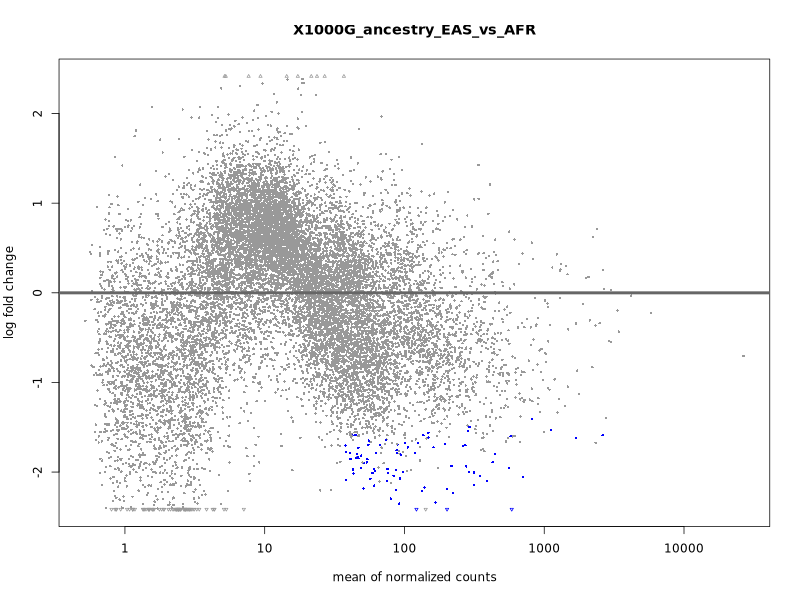 X1000G_ancestry_EAS_vs_AFR
log fold change
2
1
0
-1
-2
1 10 100 1000 10000
mean of normalized counts